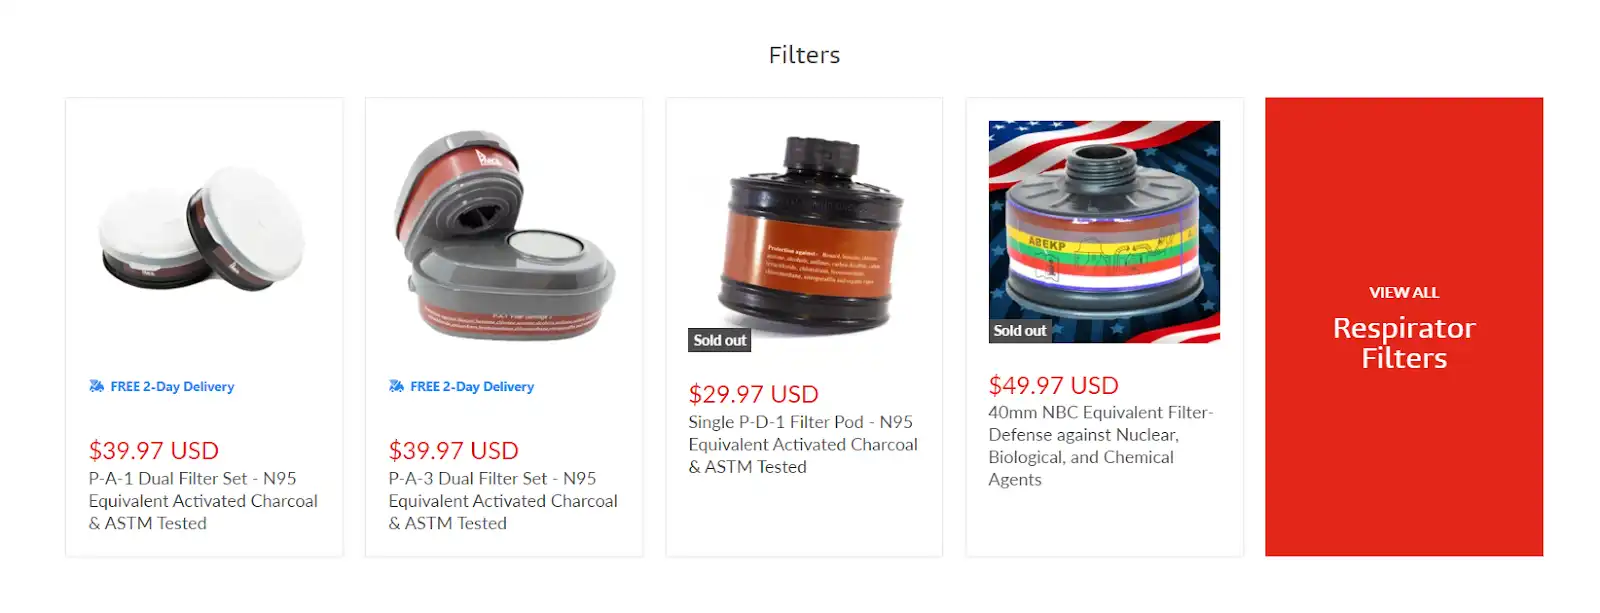 Filters
FREE 2-Day Delivery
$39.97 USD
P-A-1 Dual Filter Set - N95
Equivalent Activated Charcoal
& ASTM Tested
FREE 2-Day Delivery
$39.97 USD
P-A-3 Dual Filter Set - N95
Equivalent Activated Charcoal
& ASTM Tested
Protection against-
Sold out
$29.97 USD
Single P-D-1 Filter Pod - N95
Equivalent Activated Charcoal
& ASTM Tested
ABEKP
Sold out
$49.97 USD
40mm NBC Equivalent Filter-
Defense against Nuclear,
Biological, and Chemical
Agents
VIEW ALL
Respirator
Filters